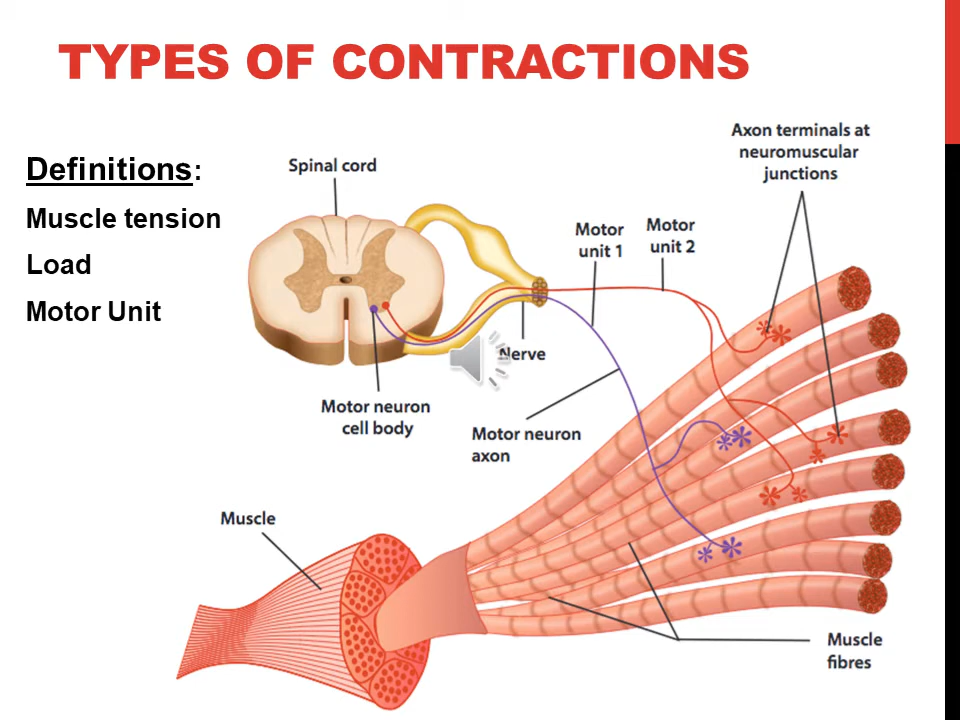 TYPES OF CONTRACTIONS
Definitions:
Muscle tension
Load
Motor Unit
Spinal cord
Axon terminals at
neuromuscular
junctions
Motor
unit 1
Motor
unit 2
Nerve
Motor neuron
cell body
Motor neuron
axon
Muscle
Muscle
fibres